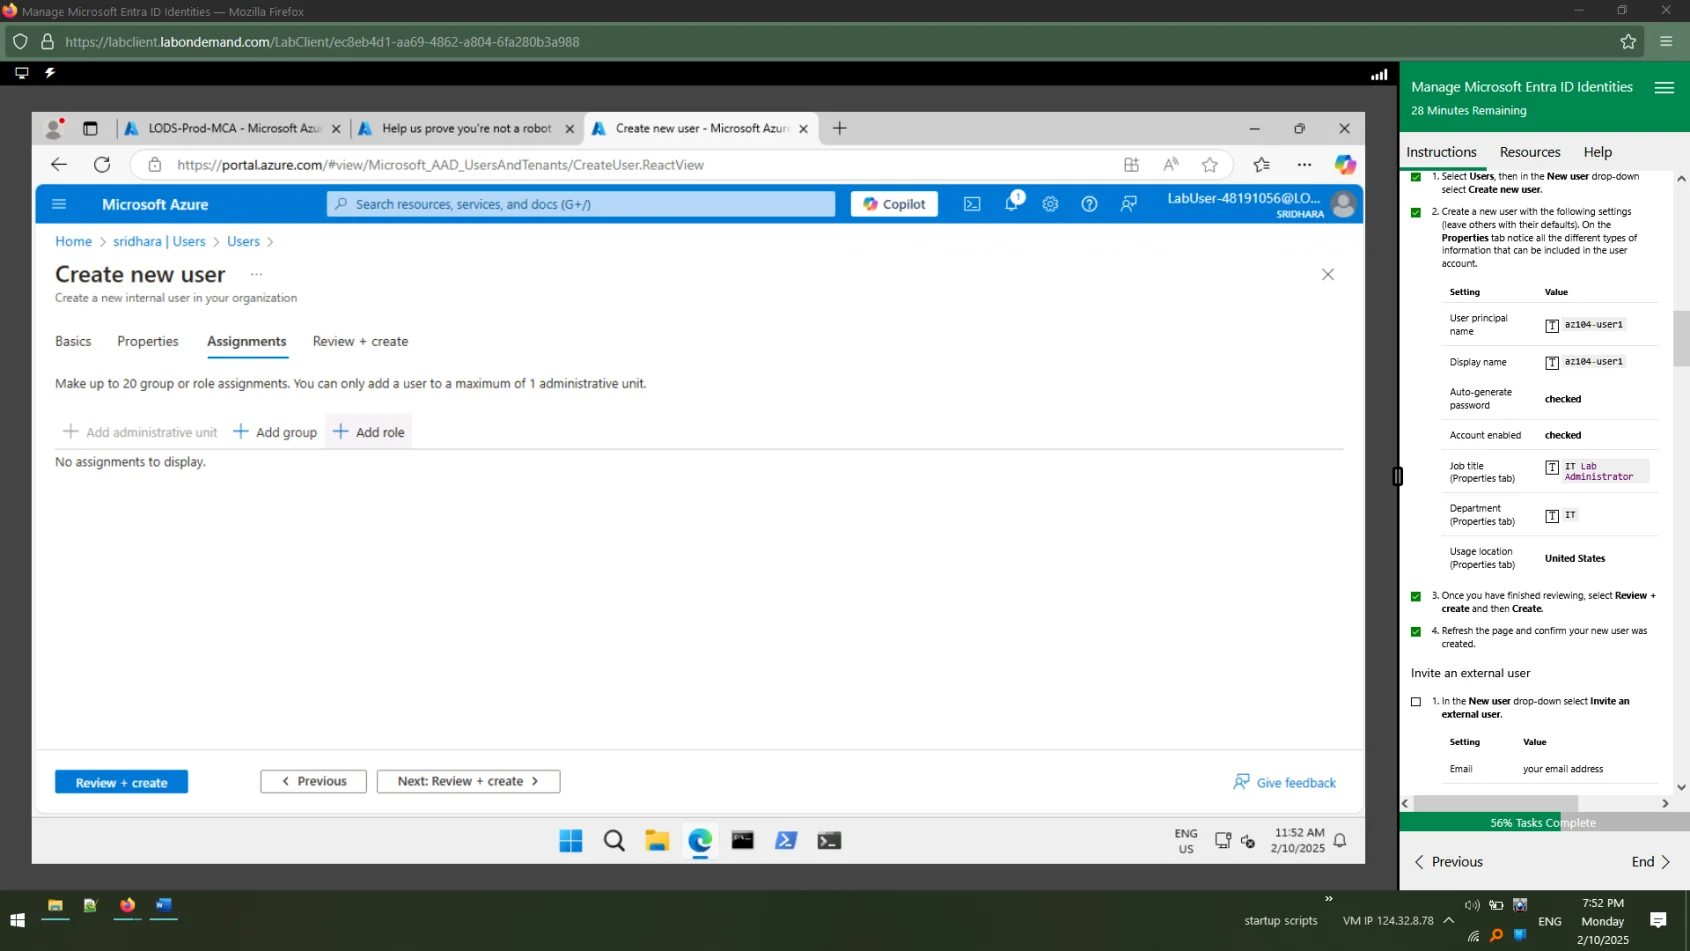 Manage Microsoft Entra ID Identities — Mozilla Firefox
https://labclient.labondemand.com/LabClient/ec8eb4d1-aa69-4862-a804-6fa280b3a988
LODS-Prod-MCA - Microsoft Azu
Help us prove you're not a robot
Create new user - Microsoft Azure
https://portal.azure.com/#view/Microsoft_AAD_UsersAndTenants/CreateUser.ReactView
Microsoft Azure
Search resources, services, and docs (G+/)
Copilot
1
LabUser-48191056@LO...
SRIDHARA
Home > sridhara | Users > Users >
Create new user ...
Create a new internal user in your organization
Basics Properties Assignments Review + create
Make up to 20 group or role assignments. You can only add a user to a maximum of 1 administrative unit.
Add administrative unit Add group Add role
No assignments to display.
Review + create
< Previous
Next: Review + create >
Give feedback
ENG
US
11:52 AM
2/10/2025
Manage Microsoft Entra ID Identities
28 Minutes Remaining
Instructions Resources Help
1. Select Users, then in the New user drop-down
select Create new user.
2. Create a new user with the following settings
(leave others with their defaults). On the
Properties tab notice all the different types of
information that can be included in the user
account.
Setting Value
User principal
name
T az104-user1
Display name T az104-user1
Auto-generate
password
checked
Account enabled checked
Job title
(Properties tab)
T IT Lab
Administrator
Department
(Properties tab)
T IT
Usage location
(Properties tab)
United States
3. Once you have finished reviewing, select Review +
create and then Create.
4. Refresh the page and confirm your new user was
created.
Invite an external user
1. In the New user drop-down select Invite an
external user.
Setting Value
Email your email address
56% Tasks Complete
< Previous
End >
startup scripts
»
VM IP 124.32.8.78
ENG
7:52 PM
Monday
2/10/2025